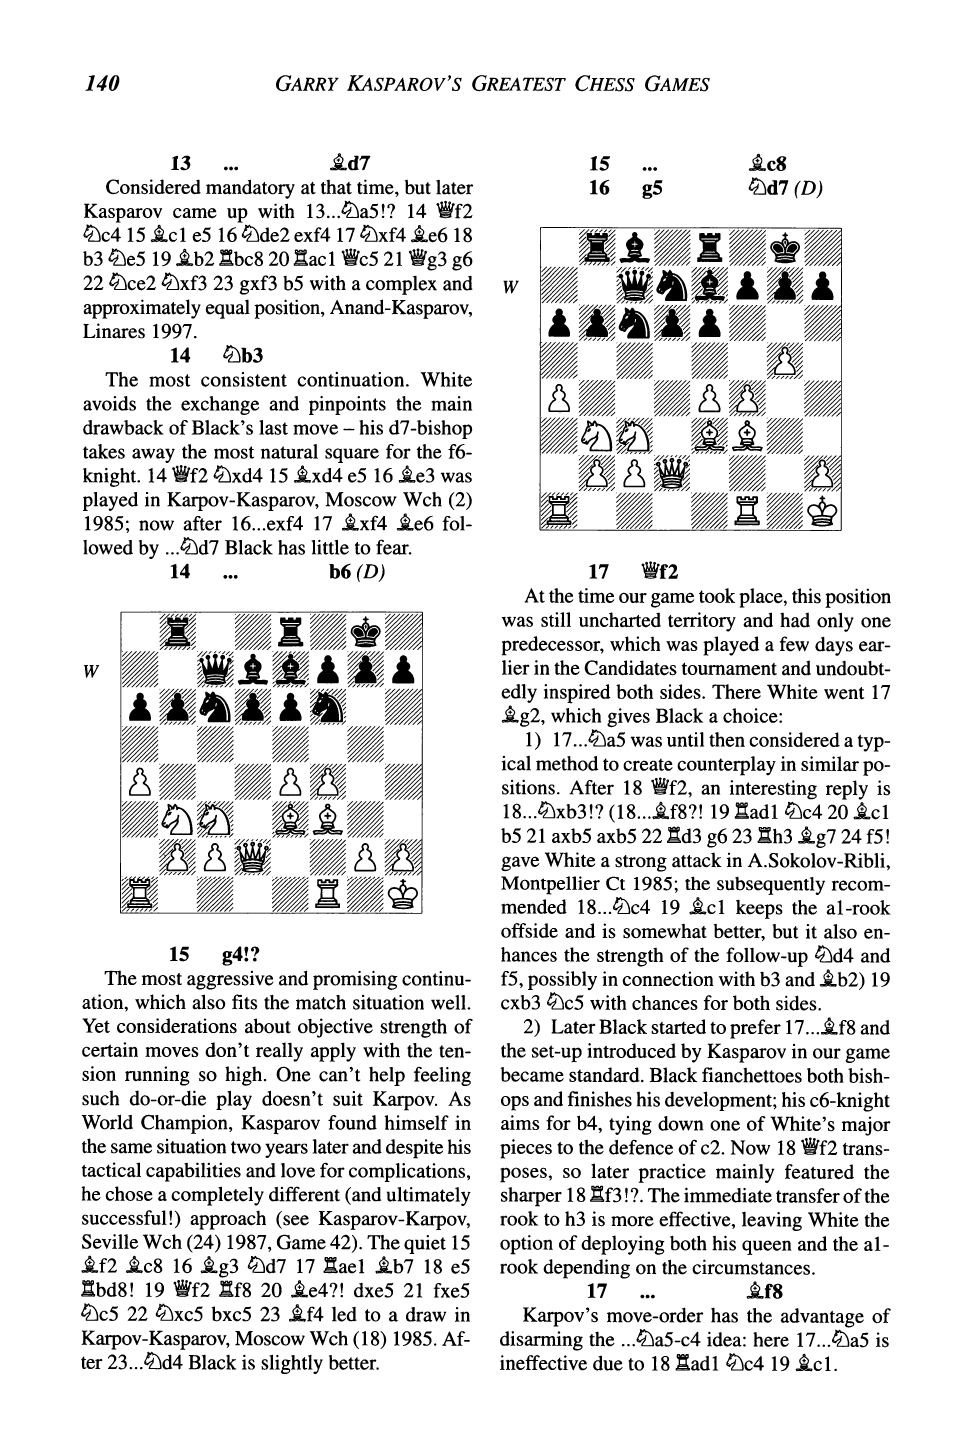 140
GARRY KASPAROV'S GREATEST CHESS GAMES
13 ... ♗d7
Considered mandatory at that time, but later
Kasparov came up with 13...♘a5!? 14 ♕f2
♘c4 15 ♗c1 e5 16 ♘de2 exf4 17 ♘xf4 ♗e6 18
b3 ♘e5 19 ♗b2 ♖bc8 20 ♖ac1 ♕c5 21 ♕g3 g6
22 ♘ce2 ♘xf3 23 gxf3 b5 with a complex and
approximately equal position, Anand-Kasparov,
Linares 1997.
14 ♘b3
The most consistent continuation. White
avoids the exchange and pinpoints the main
drawback of Black's last move – his d7-bishop
takes away the most natural square for the f6-
knight. 14 ♕f2 ♘xd4 15 ♗xd4 e5 16 ♗e3 was
played in Karpov-Kasparov, Moscow Wch (2)
1985; now after 16...exf4 17 ♗xf4 ♗e6 fol-
lowed by ...♘d7 Black has little to fear.
14 ... b6 (D)
W
15 g4!?
The most aggressive and promising continu-
ation, which also fits the match situation well.
Yet considerations about objective strength of
certain moves don't really apply with the ten-
sion running so high. One can't help feeling
such do-or-die play doesn't suit Karpov. As
World Champion, Kasparov found himself in
the same situation two years later and despite his
tactical capabilities and love for complications,
he chose a completely different (and ultimately
successful!) approach (see Kasparov-Karpov,
Seville Wch (24) 1987, Game 42). The quiet 15
♗f2 ♗c8 16 ♗g3 ♘d7 17 ♖ae1 ♗b7 18 e5
♖bd8! 19 ♕f2 ♖f8 20 ♗e4?! dxe5 21 fxe5
♘c5 22 ♘xc5 bxc5 23 ♗f4 led to a draw in
Karpov-Kasparov, Moscow Wch (18) 1985. Af-
ter 23...♘d4 Black is slightly better.
15 ... ♗c8
16 g5 ♘d7 (D)
W
17 ♕f2
At the time our game took place, this position
was still uncharted territory and had only one
predecessor, which was played a few days ear-
lier in the Candidates tournament and undoubt-
edly inspired both sides. There White went 17
♗g2, which gives Black a choice:
1) 17...♘a5 was until then considered a typ-
ical method to create counterplay in similar po-
sitions. After 18 ♕f2, an interesting reply is
18...♘xb3!? (18...♗f8?! 19 ♖ad1 ♘c4 20 ♗c1
b5 21 axb5 axb5 22 ♖d3 g6 23 ♖h3 ♗g7 24 f5!
gave White a strong attack in A.Sokolov-Ribli,
Montpellier Ct 1985; the subsequently recom-
mended 18...♘c4 19 ♗c1 keeps the a1-rook
offside and is somewhat better, but it also en-
hances the strength of the follow-up ♘d4 and
f5, possibly in connection with b3 and ♗b2) 19
cxb3 ♘c5 with chances for both sides.
2) Later Black started to prefer 17...♗f8 and
the set-up introduced by Kasparov in our game
became standard. Black fianchettoes both bish-
ops and finishes his development; his c6-knight
aims for b4, tying down one of White's major
pieces to the defence of c2. Now 18 ♕f2 trans-
poses, so later practice mainly featured the
sharper 18 ♖f3!?. The immediate transfer of the
rook to h3 is more effective, leaving White the
option of deploying both his queen and the a1-
rook depending on the circumstances.
17 ... ♗f8
Karpov's move-order has the advantage of
disarming the ...♘a5-c4 idea: here 17...♘a5 is
ineffective due to 18 ♖ad1 ♘c4 19 ♗c1.